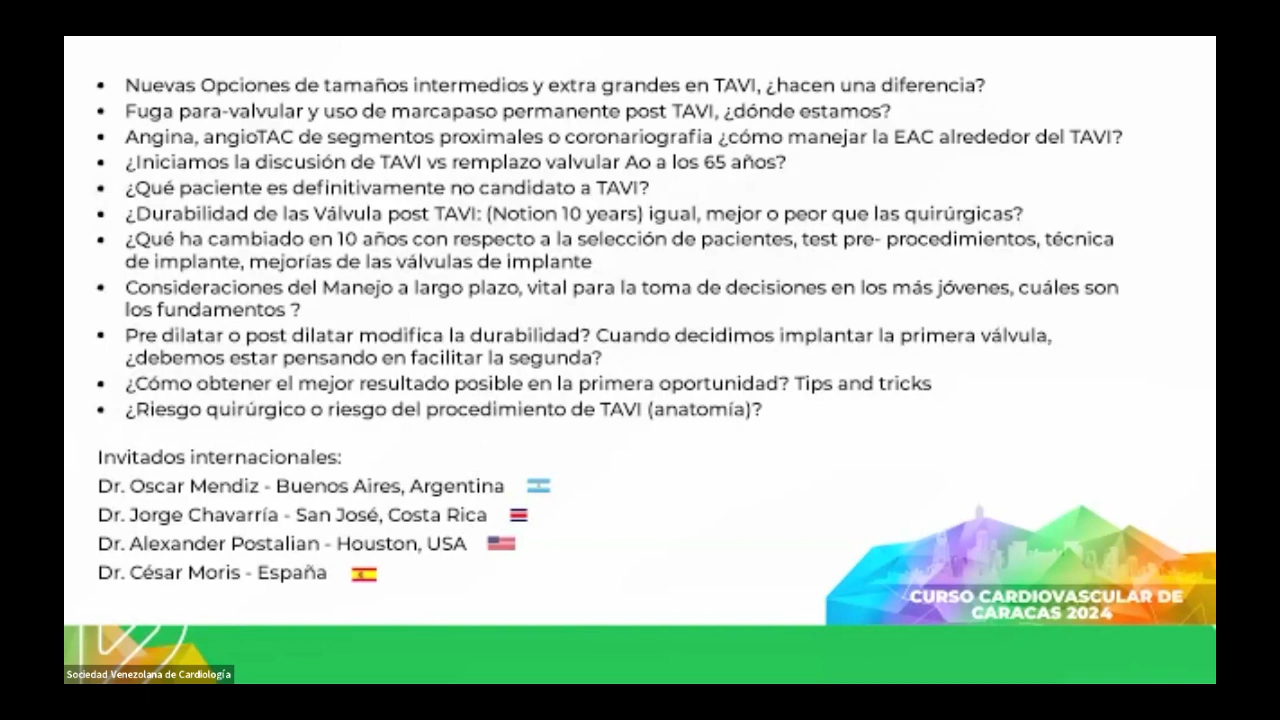 • Nuevas Opciones de tamaños intermedios y extra grandes en TAVI, ¿hacen una diferencia?
• Fuga para-valvular y uso de marcapaso permanente post TAVI, ¿dónde estamos?
• Angina, angioTAC de segmentos proximales o coronariografia ¿cómo manejar la EAC alrededor del TAVI?
• ¿Iniciamos la discusión de TAVI vs remplazo valvular Ao a los 65 años?
• ¿Qué paciente es definitivamente no candidato a TAVI?
• ¿Durabilidad de las Válvula post TAVI: (Notion 10 years) igual, mejor o peor que las quirúrgicas?
• ¿Qué ha cambiado en 10 años con respecto a la selección de pacientes, test pre- procedimientos, técnica
de implante, mejorías de las válvulas de implante
• Consideraciones del Manejo a largo plazo, vital para la toma de decisiones en los más jóvenes, cuáles son
los fundamentos ?
• Pre dilatar o post dilatar modifica la durabilidad? Cuando decidimos implantar la primera válvula,
¿debemos estar pensando en facilitar la segunda?
• ¿Cómo obtener el mejor resultado posible en la primera oportunidad? Tips and tricks
• ¿Riesgo quirúrgico o riesgo del procedimiento de TAVI (anatomía)?
Invitados internacionales:
Dr. Oscar Mendiz - Buenos Aires, Argentina
Dr. Jorge Chavarría - San José, Costa Rica
Dr. Alexander Postalian - Houston, USA
Dr. César Moris - España
CURSO CARDIOVASCULAR DE
CARACAS 2024
Sociedad Venezolana de Cardiología